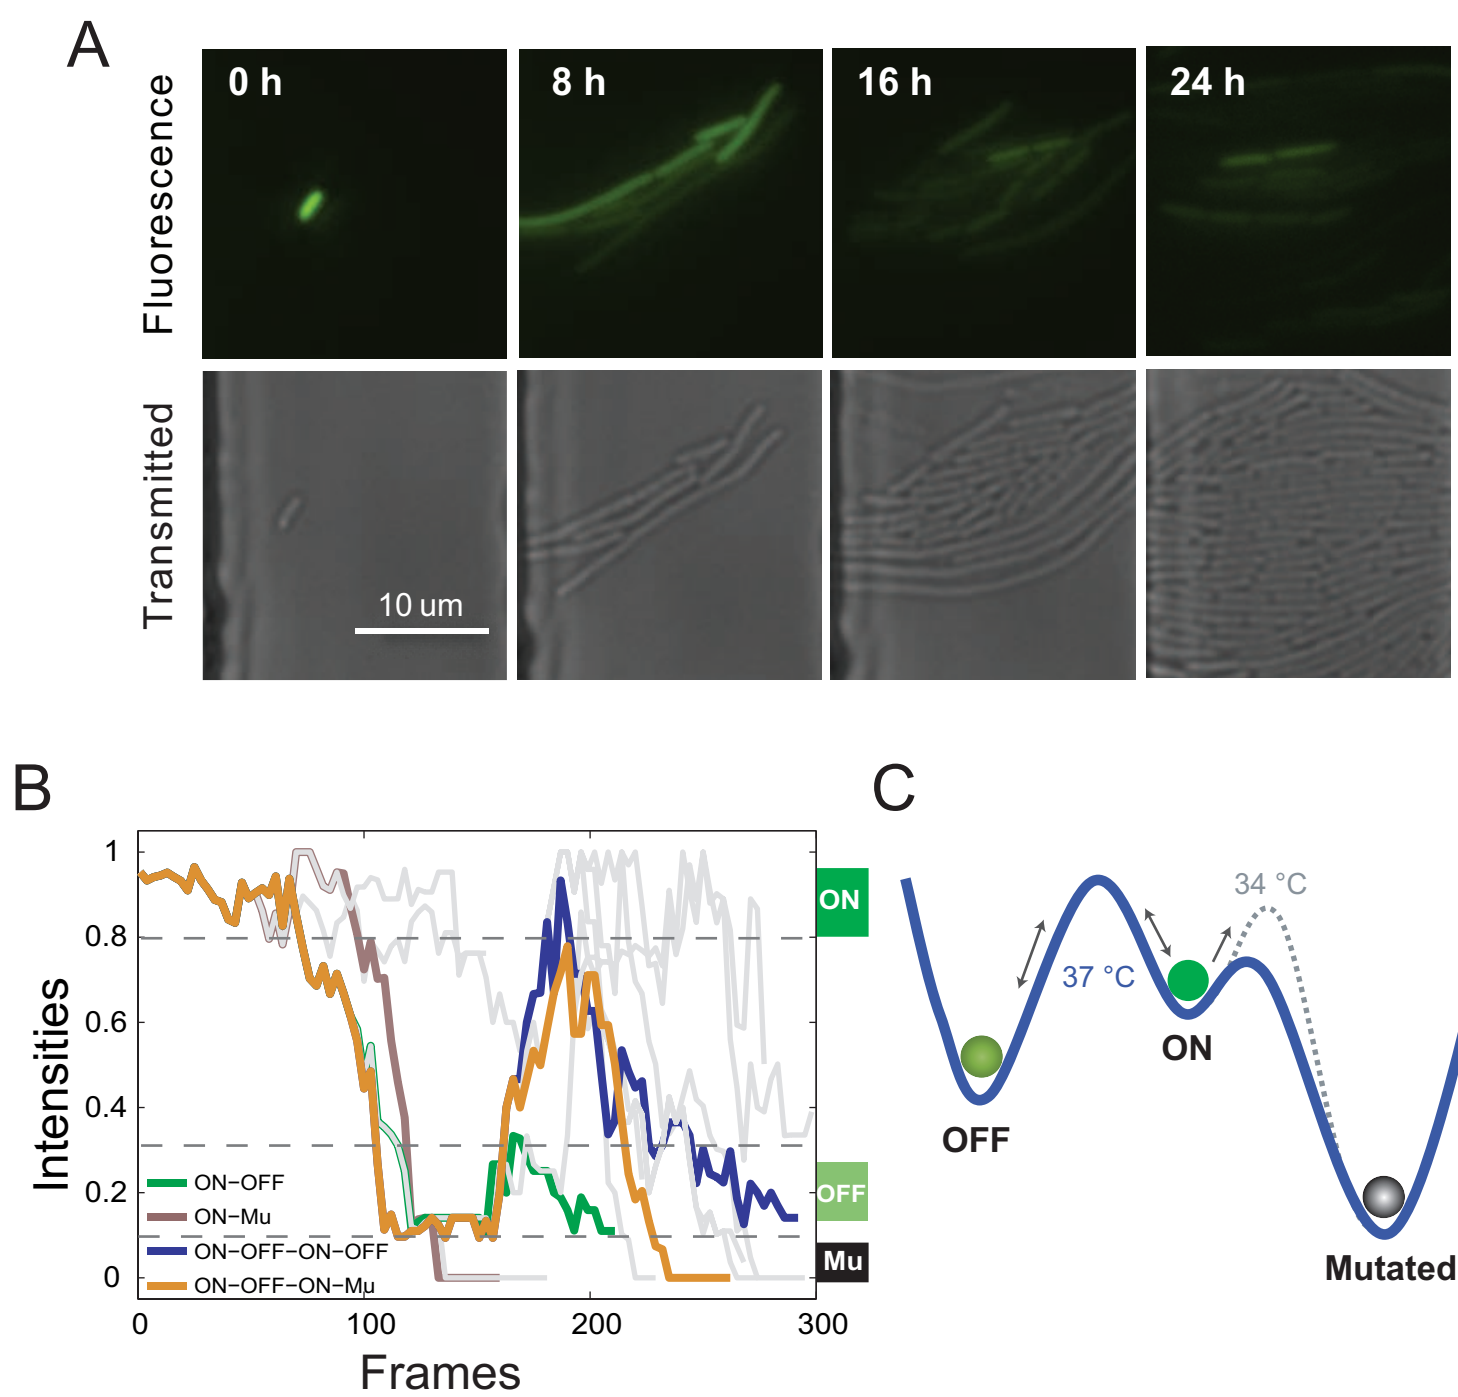 A
Fluorescence
0 h
8 h
16 h
24 h
Transmitted
10 um
B
Intensities
1
0.8
0.6
0.4
0.2
0
ON−OFF
ON−Mu
ON−OFF−ON−OFF
ON−OFF−ON−Mu
0
100
200
300
Frames
ON
OFF
Mu
C
34 °C
37 °C
ON
OFF
Mutated